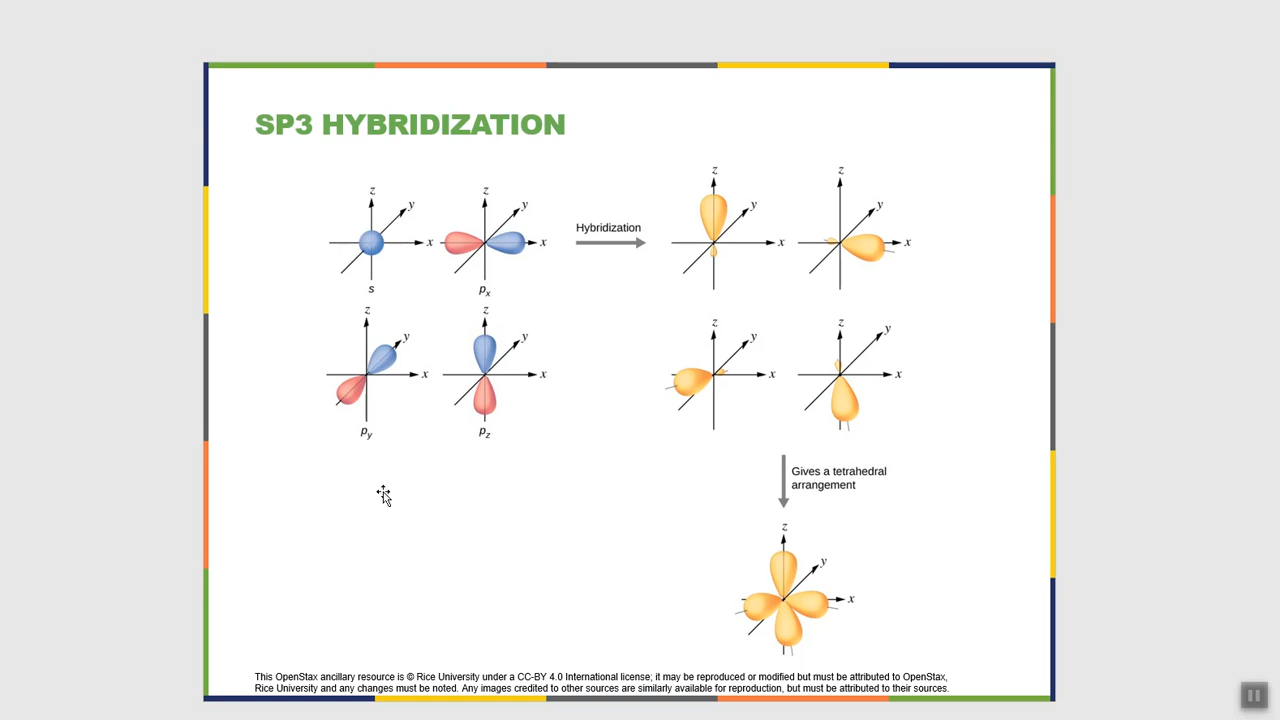 SP3 HYBRIDIZATION
z
y
x
s
z
y
x
px
Hybridization
z
y
x
z
y
x
z
y
x
py
z
y
x
pz
z
y
x
z
y
x
Gives a tetrahedral
arrangement
z
y
x
This OpenStax ancillary resource is © Rice University under a CC-BY 4.0 International license; it may be reproduced or modified but must be attributed to OpenStax,
Rice University and any changes must be noted. Any images credited to other sources are similarly available for reproduction, but must be attributed to their sources.